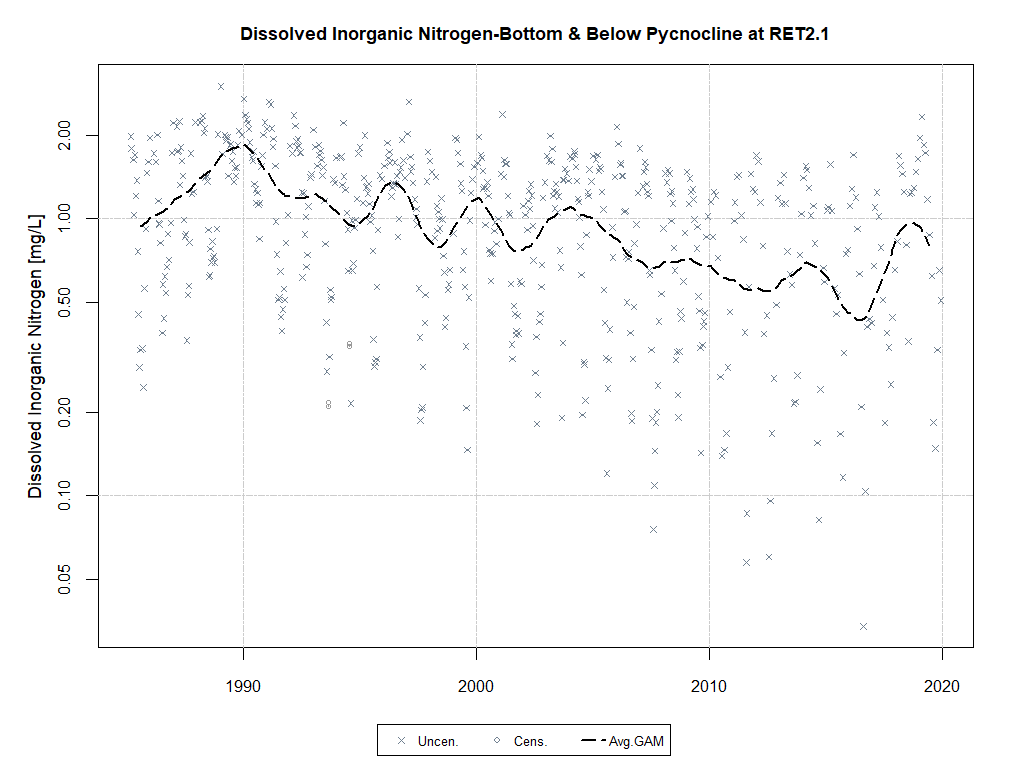 Dissolved Inorganic Nitrogen-Bottom & Below Pycnocline at RET2.1
Dissolved Inorganic Nitrogen [mg/L]
2.00
1.00
0.50
0.20
0.10
0.05
1990 2000 2010 2020
Uncen. Cens. Avg.GAM